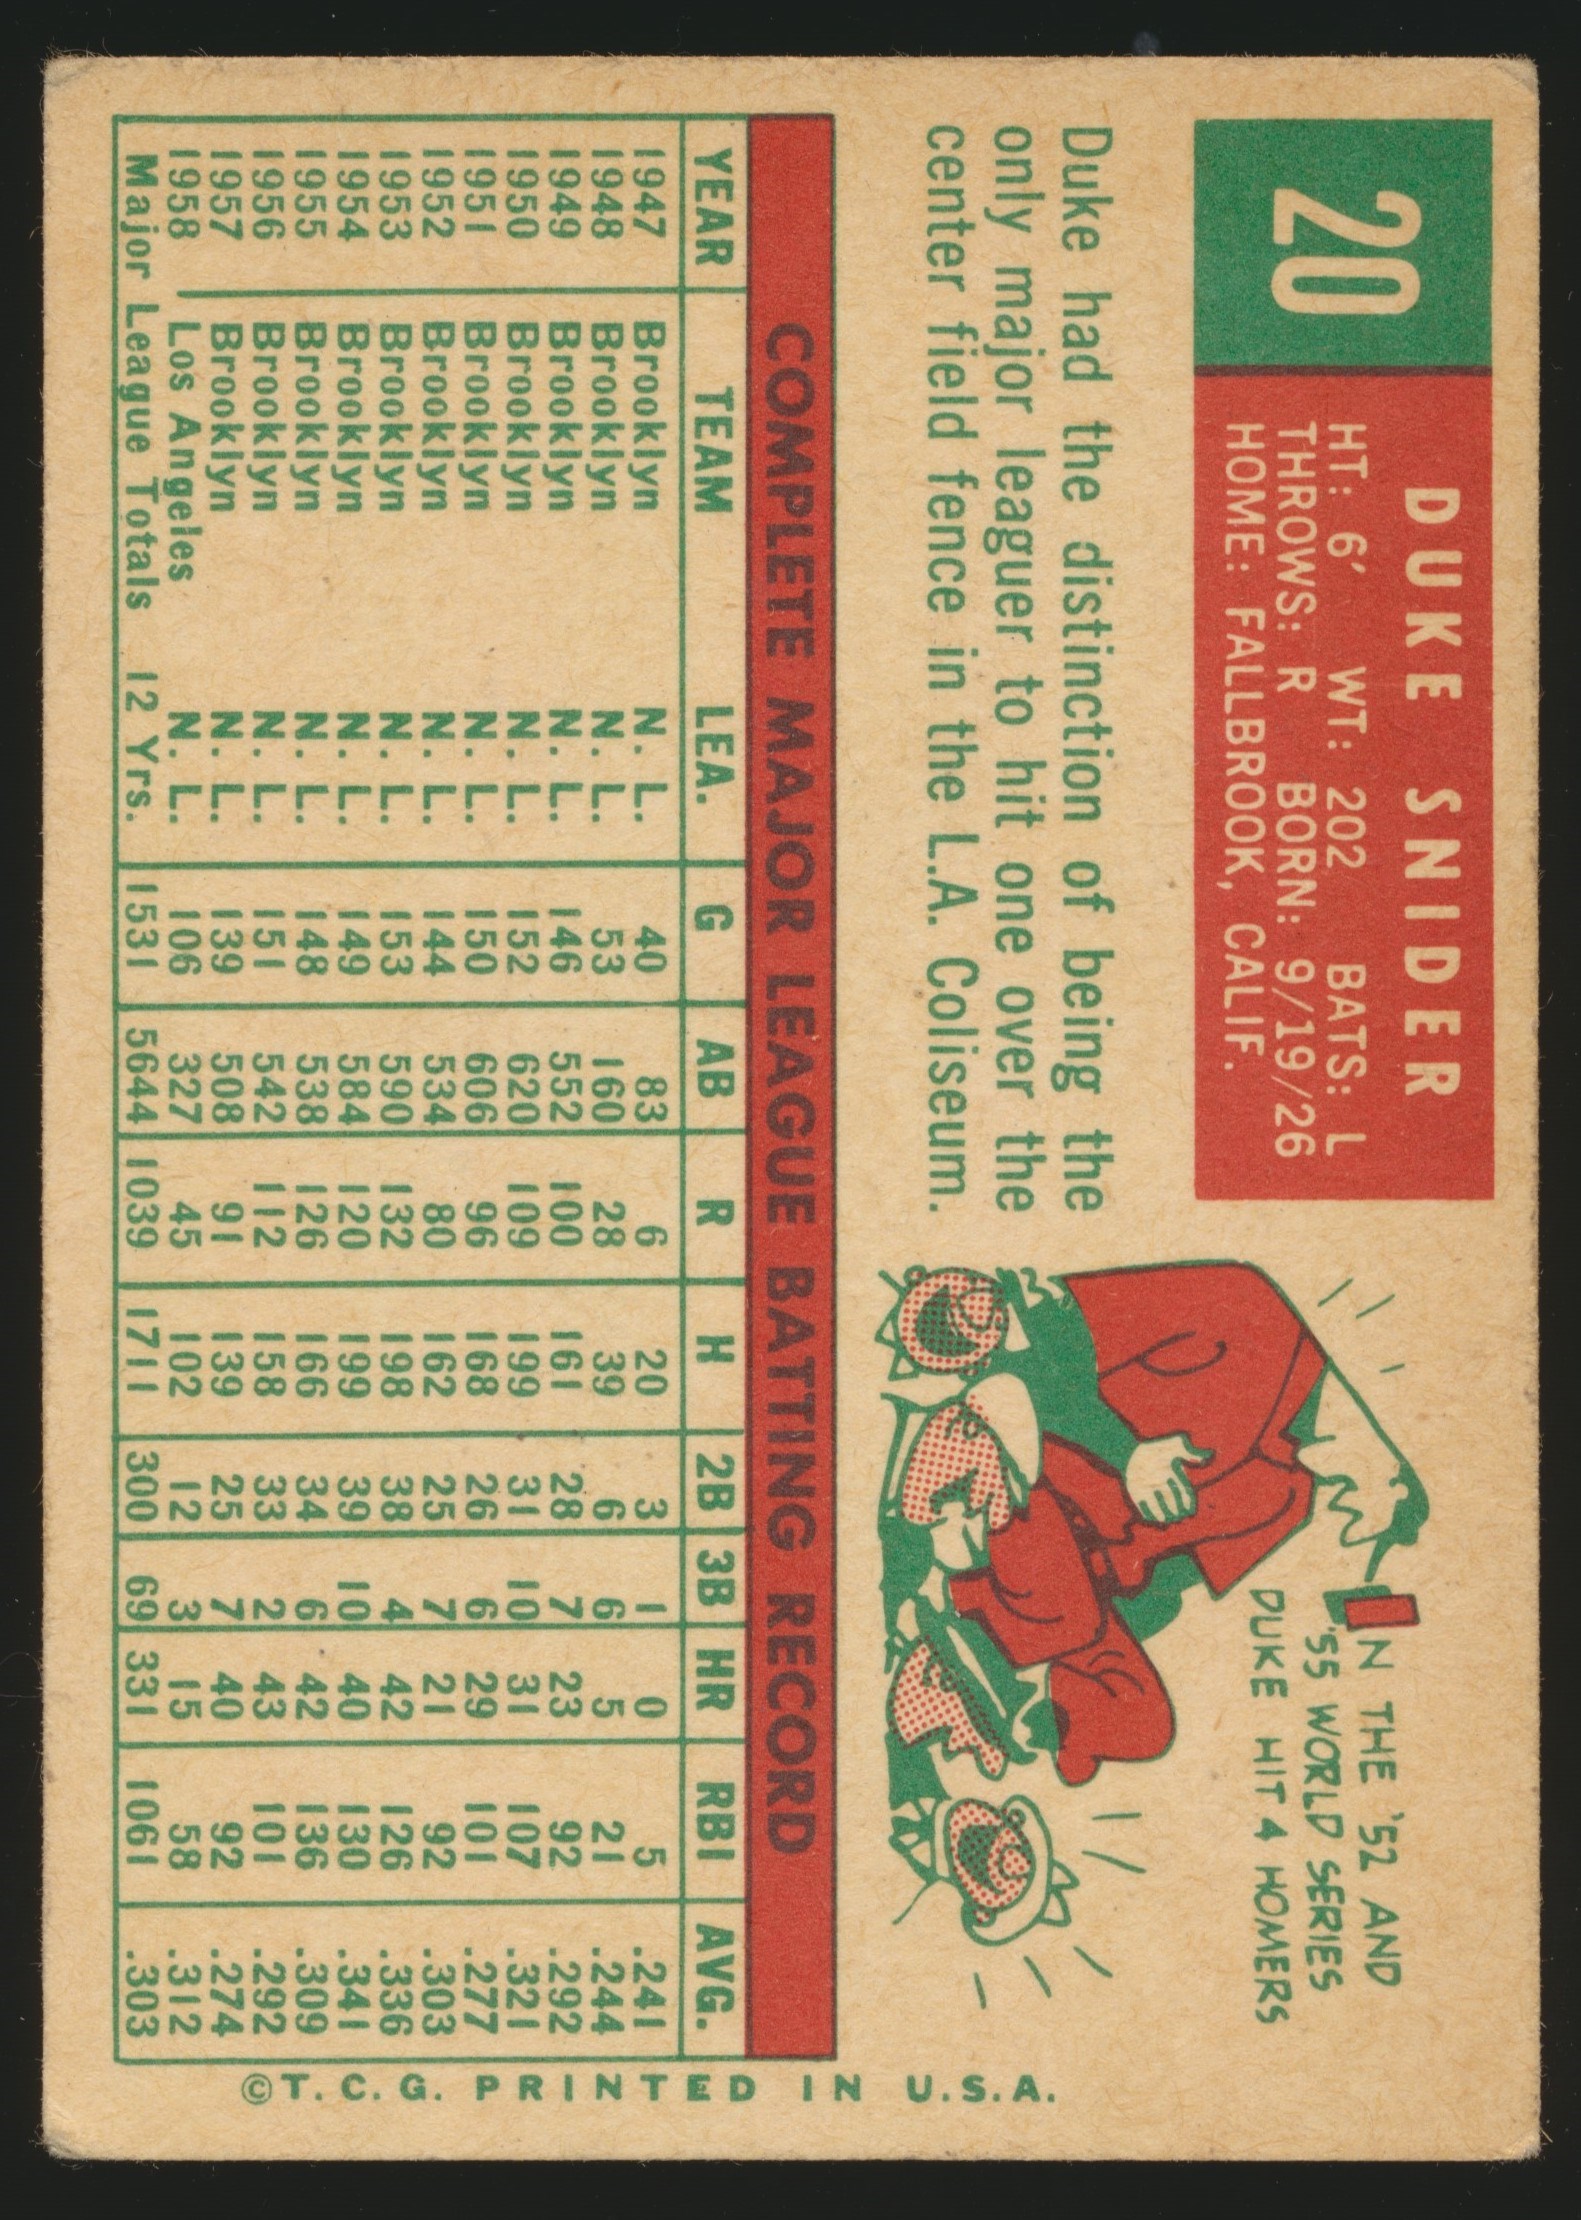 20
DUKE SNIDER
HT: 6' WT: 202 BATS: L
THROWS: R BORN: 9/19/26
HOME: FALLBROOK, CALIF.
Duke had the distinction of being the
only major leaguer to hit one over the
center field fence in the L.A. Coliseum.
IN THE '52 AND
'55 WORLD SERIES
DUKE HIT 4 HOMERS
COMPLETE MAJOR LEAGUE BATTING RECORD
YEAR TEAM LEA. G AB R H 2B 3B HR RBI AVG.
1947 Brooklyn N. L. 40 83 6 20 3 1 0 5 .241
1948 Brooklyn N. L. 53 160 28 39 6 6 5 21 .244
1949 Brooklyn N. L. 146 552 100 161 28 7 23 92 .292
1950 Brooklyn N. L. 152 620 109 199 31 10 31 107 .321
1951 Brooklyn N. L. 150 606 96 168 26 6 29 101 .277
1952 Brooklyn N. L. 144 534 80 162 25 7 21 92 .303
1953 Brooklyn N. L. 153 590 132 198 38 4 42 126 .336
1954 Brooklyn N. L. 149 584 120 199 39 10 40 130 .341
1955 Brooklyn N. L. 148 538 126 166 34 6 42 136 .309
1956 Brooklyn N. L. 151 542 112 158 33 2 43 101 .292
1957 Brooklyn N. L. 139 508 91 139 25 7 40 92 .274
1958 Los Angeles N. L. 106 327 45 102 12 3 15 58 .312
Major League Totals 12 Yrs. 1531 5644 1039 1711 300 69 331 1061 .303
©T. C. G. PRINTED IN U.S.A.